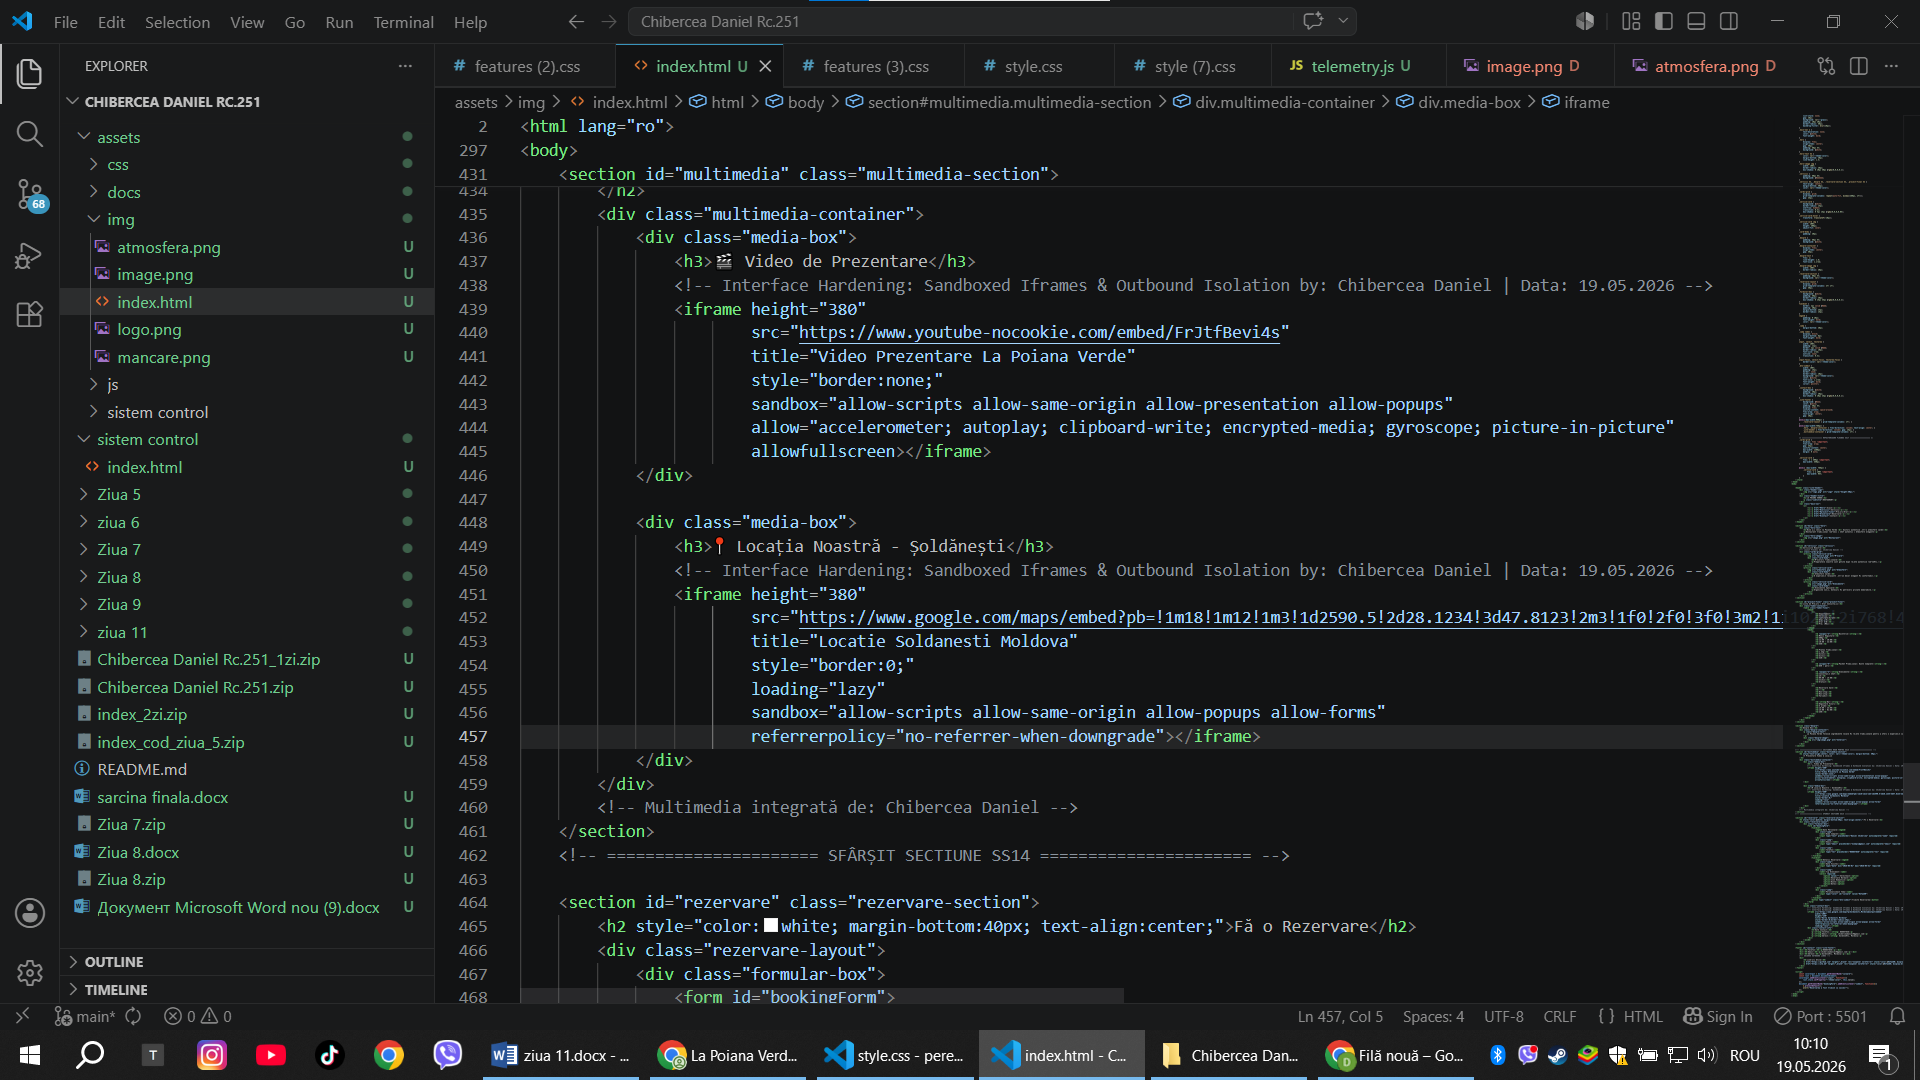 File Edit Selection View Go Run Terminal Help
Chibercea Daniel Rc.251
EXPLORER
CHIBERCEA DANIEL RC.251
assets
css
docs
img
atmosfera.png U
image.png U
index.html U
logo.png U
mancare.png U
js
sistem control
sistem control
index.html U
Ziua 5
ziua 6
Ziua 7
Ziua 8
Ziua 9
ziua 11
Chibercea Daniel Rc.251_1zi.zip U
Chibercea Daniel Rc.251.zip U
index_2zi.zip U
index_cod_ziua_5.zip U
README.md
sarcina finala.docx U
Ziua 7.zip U
Ziua 8.docx U
Ziua 8.zip U
Документ Microsoft Word nou (9).docx U
OUTLINE
TIMELINE
68
# features (2).css
<> index.html U
# features (3).css
# style.css
# style (7).css
JS telemetry.js U
image.png D
atmosfera.png D
assets > img > <> index.html > html > body > section#multimedia.multimedia-section > div.multimedia-container > div.media-box > iframe
2 <html lang="ro">
297 <body>
431 <section id="multimedia" class="multimedia-section">
434 </h2>
435 <div class="multimedia-container">
436 <div class="media-box">
437 <h3>🎬 Video de Prezentare</h3>
438 <!-- Interface Hardening: Sandboxed Iframes & Outbound Isolation by: Chibercea Daniel | Data: 19.05.2026 -->
439 <iframe height="380"
440 src="https://www.youtube-nocookie.com/embed/FrJtfBevi4s"
441 title="Video Prezentare La Poiana Verde"
442 style="border:none;"
443 sandbox="allow-scripts allow-same-origin allow-presentation allow-popups"
444 allow="accelerometer; autoplay; clipboard-write; encrypted-media; gyroscope; picture-in-picture"
445 allowfullscreen></iframe>
446 </div>
447
448 <div class="media-box">
449 <h3>📍 Locația Noastră - Șoldănești</h3>
450 <!-- Interface Hardening: Sandboxed Iframes & Outbound Isolation by: Chibercea Daniel | Data: 19.05.2026 -->
451 <iframe height="380"
452 src="https://www.google.com/maps/embed?pb=!1m18!1m12!1m3!1d2590.5!2d28.1234!3d47.8123!2m3!1f0!2f0!3f0!3m2!1
453 title="Locatie Soldanesti Moldova"
454 style="border:0;"
455 loading="lazy"
456 sandbox="allow-scripts allow-same-origin allow-popups allow-forms"
457 referrerpolicy="no-referrer-when-downgrade"></iframe>
458 </div>
459 </div>
460 <!-- Multimedia integrată de: Chibercea Daniel -->
461 </section>
462 <!-- ====================== SFÂRȘIT SECTIUNE SS14 ====================== -->
463
464 <section id="rezervare" class="rezervare-section">
465 <h2 style="color:white; margin-bottom:40px; text-align:center;">Fă o Rezervare</h2>
466 <div class="rezervare-layout">
467 <div class="formular-box">
468 <form id="bookingForm">
main* 0 0
Ln 457, Col 5 Spaces: 4 UTF-8 CRLF {} HTML Sign In Port : 5501
T
ziua 11.docx - ...
La Poiana Verd...
style.css - pere...
index.html - C...
Chibercea Dan...
Filă nouă – Go...
ROU
10:10
19.05.2026
1